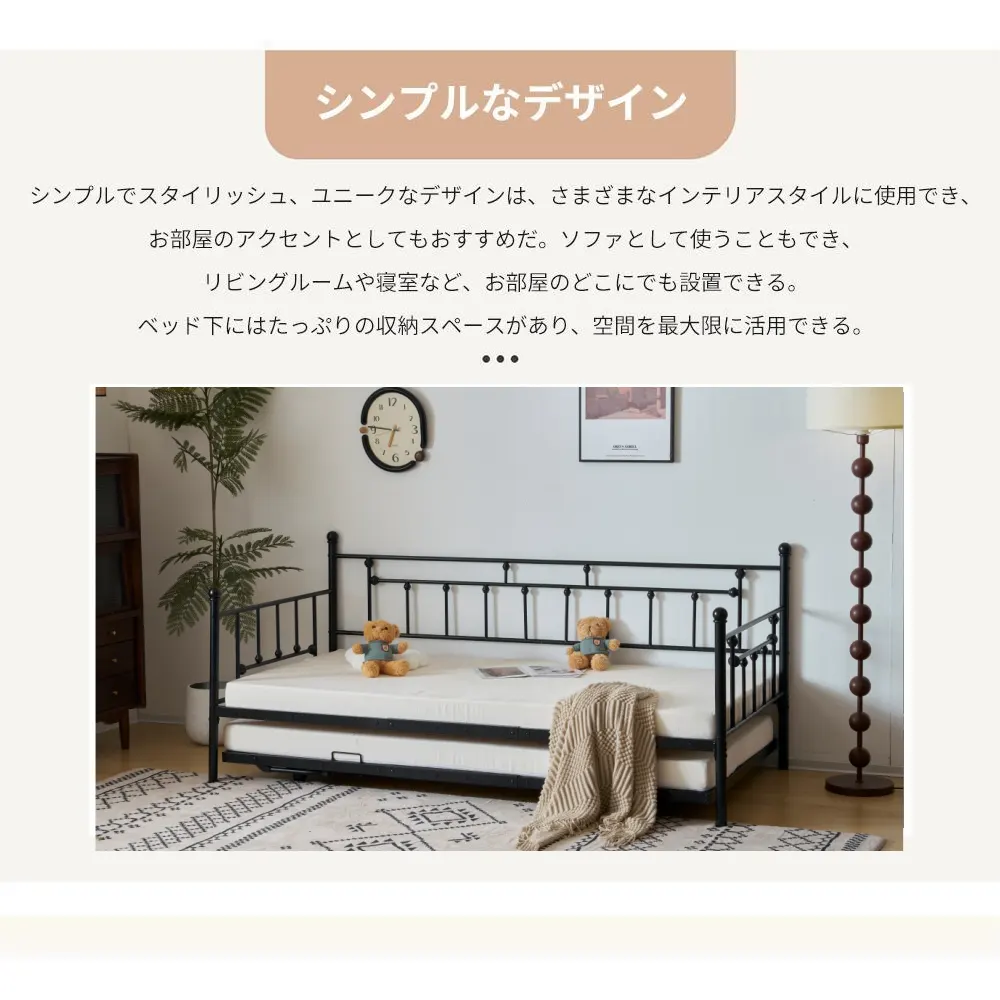 シンプルなデザイン
シンプルでスタイリッシュ、ユニークなデザインは、さまざまなインテリアスタイルに使用でき、
お部屋のアクセントとしてもおすすめだ。ソファとして使うこともでき、
リビングルームや寝室など、お部屋のどこにでも設置できる。
ベッド下にはたっぷりの収納スペースがあり、空間を最大限に活用できる。
12
10
9
3
6